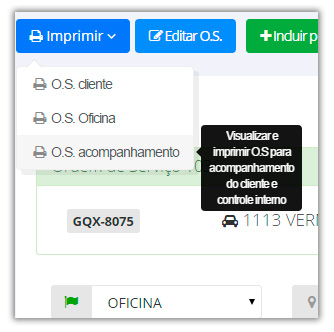 Imprimir
Editar O.S.
Incluir p
O.S. cliente
O.S. Oficina
O.S. acompanhamento
Visualizar e
imprimir O.S para
acompanhamento
do cliente e
controle interno
Ordem de Serviço 10
GQX-8075
1113 VER
OFICINA